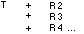 T + R2
+ R3
+ R4 ...